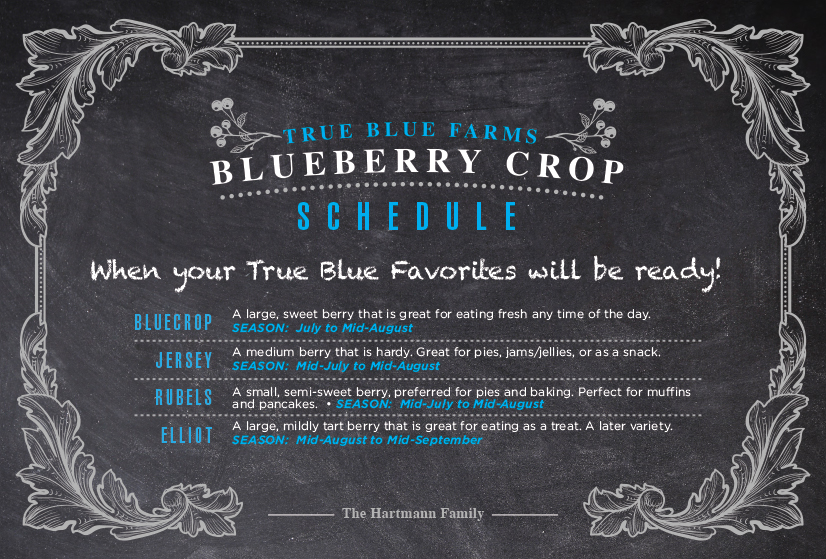 TRUE BLUE FARMS
BLUEBERRY CROP
SCHEDULE
When your True Blue Favorites will be ready!
BLUECROP
A large, sweet berry that is great for eating fresh any time of the day.
SEASON: July to Mid-August
JERSEY
A medium berry that is hardy. Great for pies, jams/jellies, or as a snack.
SEASON: Mid-July to Mid-August
RUBELS
A small, semi-sweet berry, preferred for pies and baking. Perfect for muffins
and pancakes. • SEASON: Mid-July to Mid-August
ELLIOT
A large, mildly tart berry that is great for eating as a treat. A later variety.
SEASON: Mid-August to Mid-September
The Hartmann Family